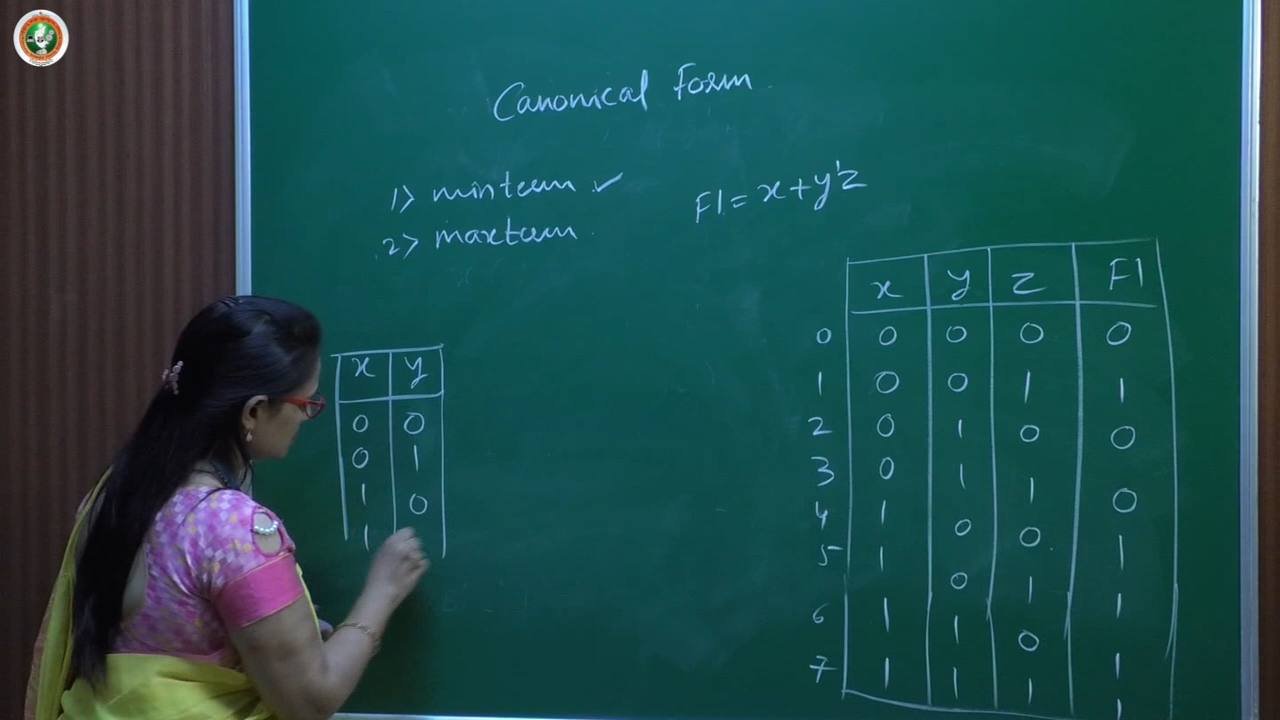 Canonical Form
1> minterm ✓
2> maxterm
F1 = x+y'z
x y
0 0
0 1
1 0
1
x y z F1
0 0 0 0 0
1 0 0 1 1
2 0 1 0 0
3 0 1 1 0
4 1 0 0 1
5 1 0 1 1
6 1 1 0 1
7 1 1 1 1